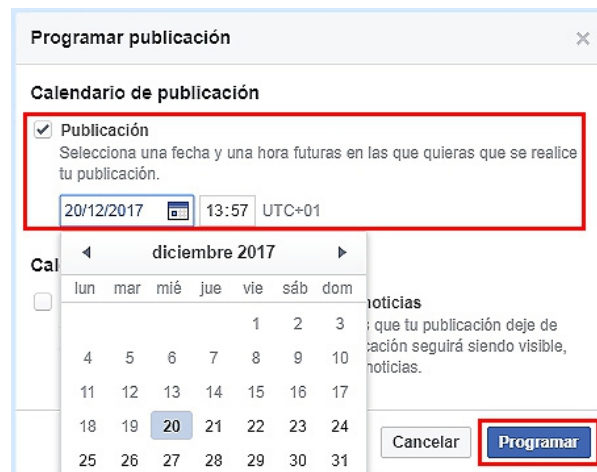 Programar publicación
Calendario de publicación
Publicación
Selecciona una fecha y una hora futuras en las que quieras que se realice
tu publicación.
20/12/2017 13:57 UTC+01
diciembre 2017
Cal
lun mar mié jue vie sáb dom
noticias
1 2 3
que tu publicación deje de
4 5 6 7 8 9 10
seguirá siendo visible,
noticias.
11 12 13 14 15 16 17
18 19 20 21 22 23 24
Cancelar Programar
25 26 27 28 29 30 31